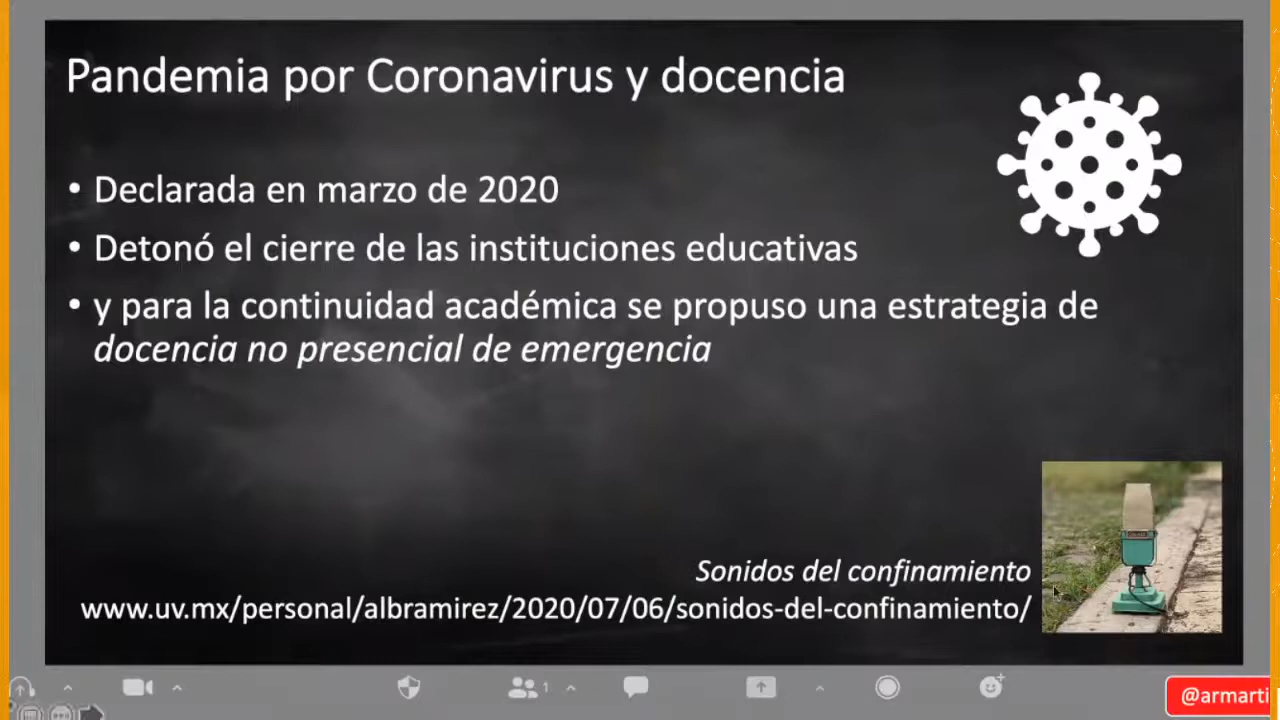 Pandemia por Coronavirus y docencia
• Declarada en marzo de 2020
• Detonó el cierre de las instituciones educativas
• y para la continuidad académica se propuso una estrategia de
docencia no presencial de emergencia
Sonidos del confinamiento
www.uv.mx/personal/albramirez/2020/07/06/sonidos-del-confinamiento/
1
@armarti